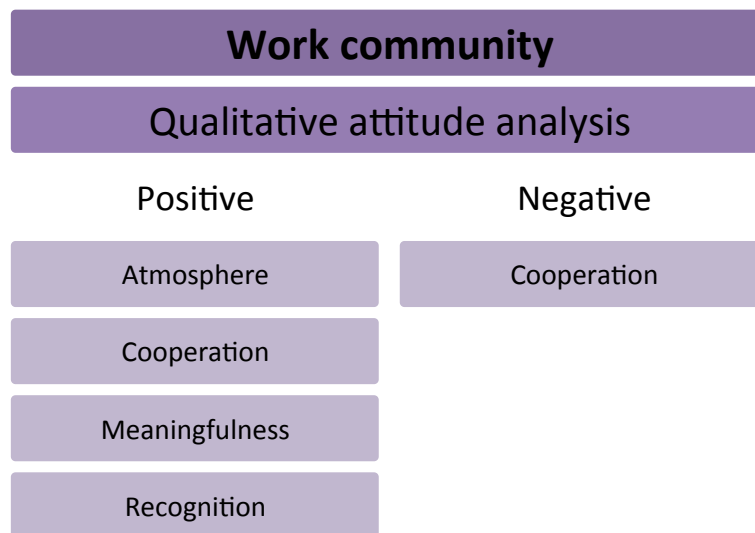 Work community
Qualitative attitude analysis
Positive
Negative
Atmosphere
Cooperation
Cooperation
Meaningfulness
Recognition